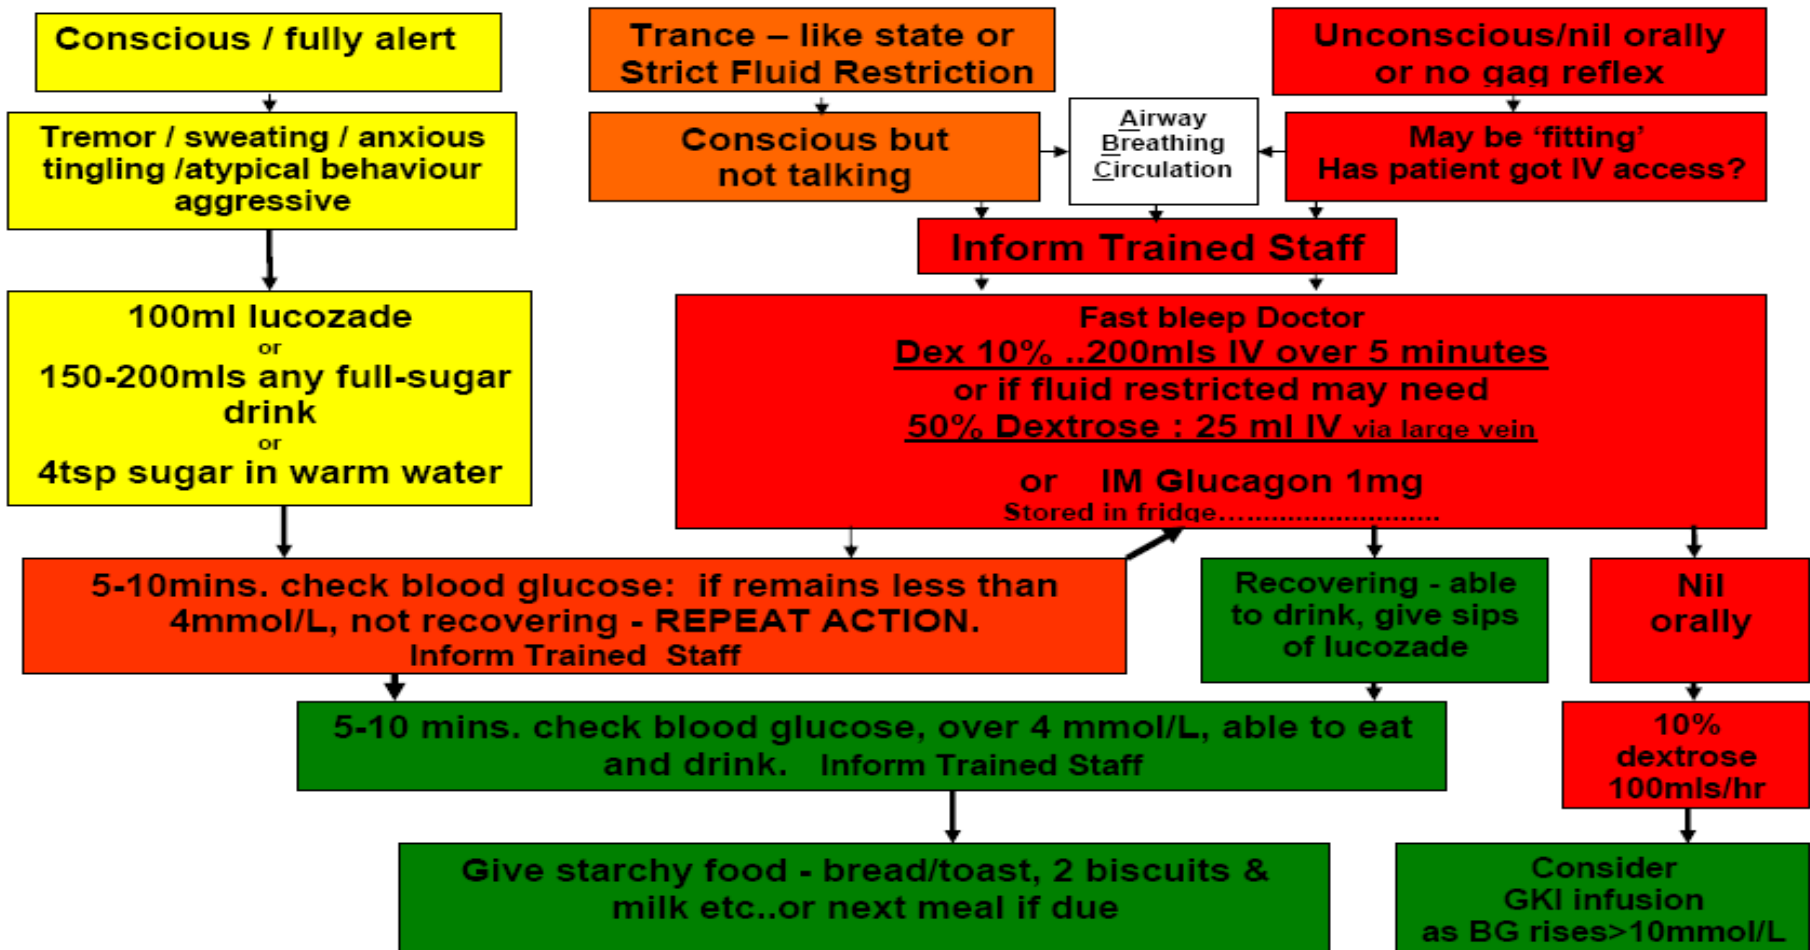 Conscious / fully alert
Tremor / sweating / anxious
tingling /atypical behaviour
aggressive
100ml lucozade
or
150-200mls any full-sugar
drink
or
4tsp sugar in warm water
Trance – like state or
Strict Fluid Restriction
Conscious but
not talking
Airway
Breathing
Circulation
Unconscious/nil orally
or no gag reflex
May be ‘fitting’
Has patient got IV access?
Inform Trained Staff
Fast bleep Doctor
Dex 10% ..200mls IV over 5 minutes
or if fluid restricted may need
50% Dextrose : 25 ml IV via large vein
or IM Glucagon 1mg
Stored in fridge…........................
5-10mins. check blood glucose: if remains less than
4mmol/L, not recovering - REPEAT ACTION.
Inform Trained Staff
Recovering - able
to drink, give sips
of lucozade
Nil
orally
5-10 mins. check blood glucose, over 4 mmol/L, able to eat
and drink. Inform Trained Staff
10%
dextrose
100mls/hr
Give starchy food - bread/toast, 2 biscuits &
milk etc..or next meal if due
Consider
GKI infusion
as BG rises>10mmol/L